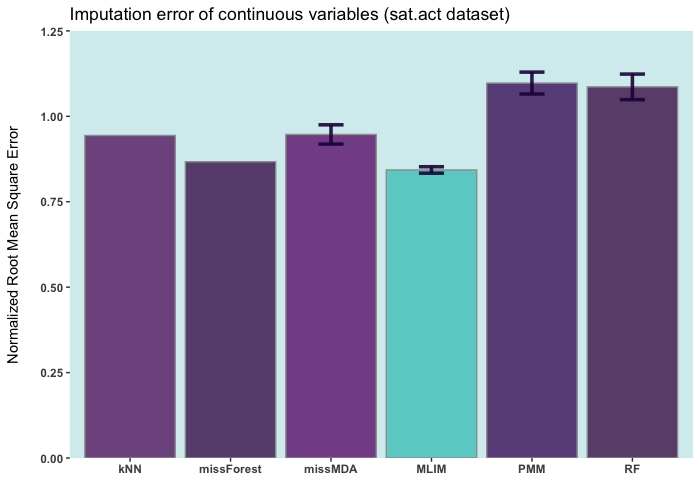 Imputation error of continuous variables (sat.act dataset)
Normalized Root Mean Square Error
1.25
1.00
0.75
0.50
0.25
0.00
kNN missForest missMDA MLIM PMM RF